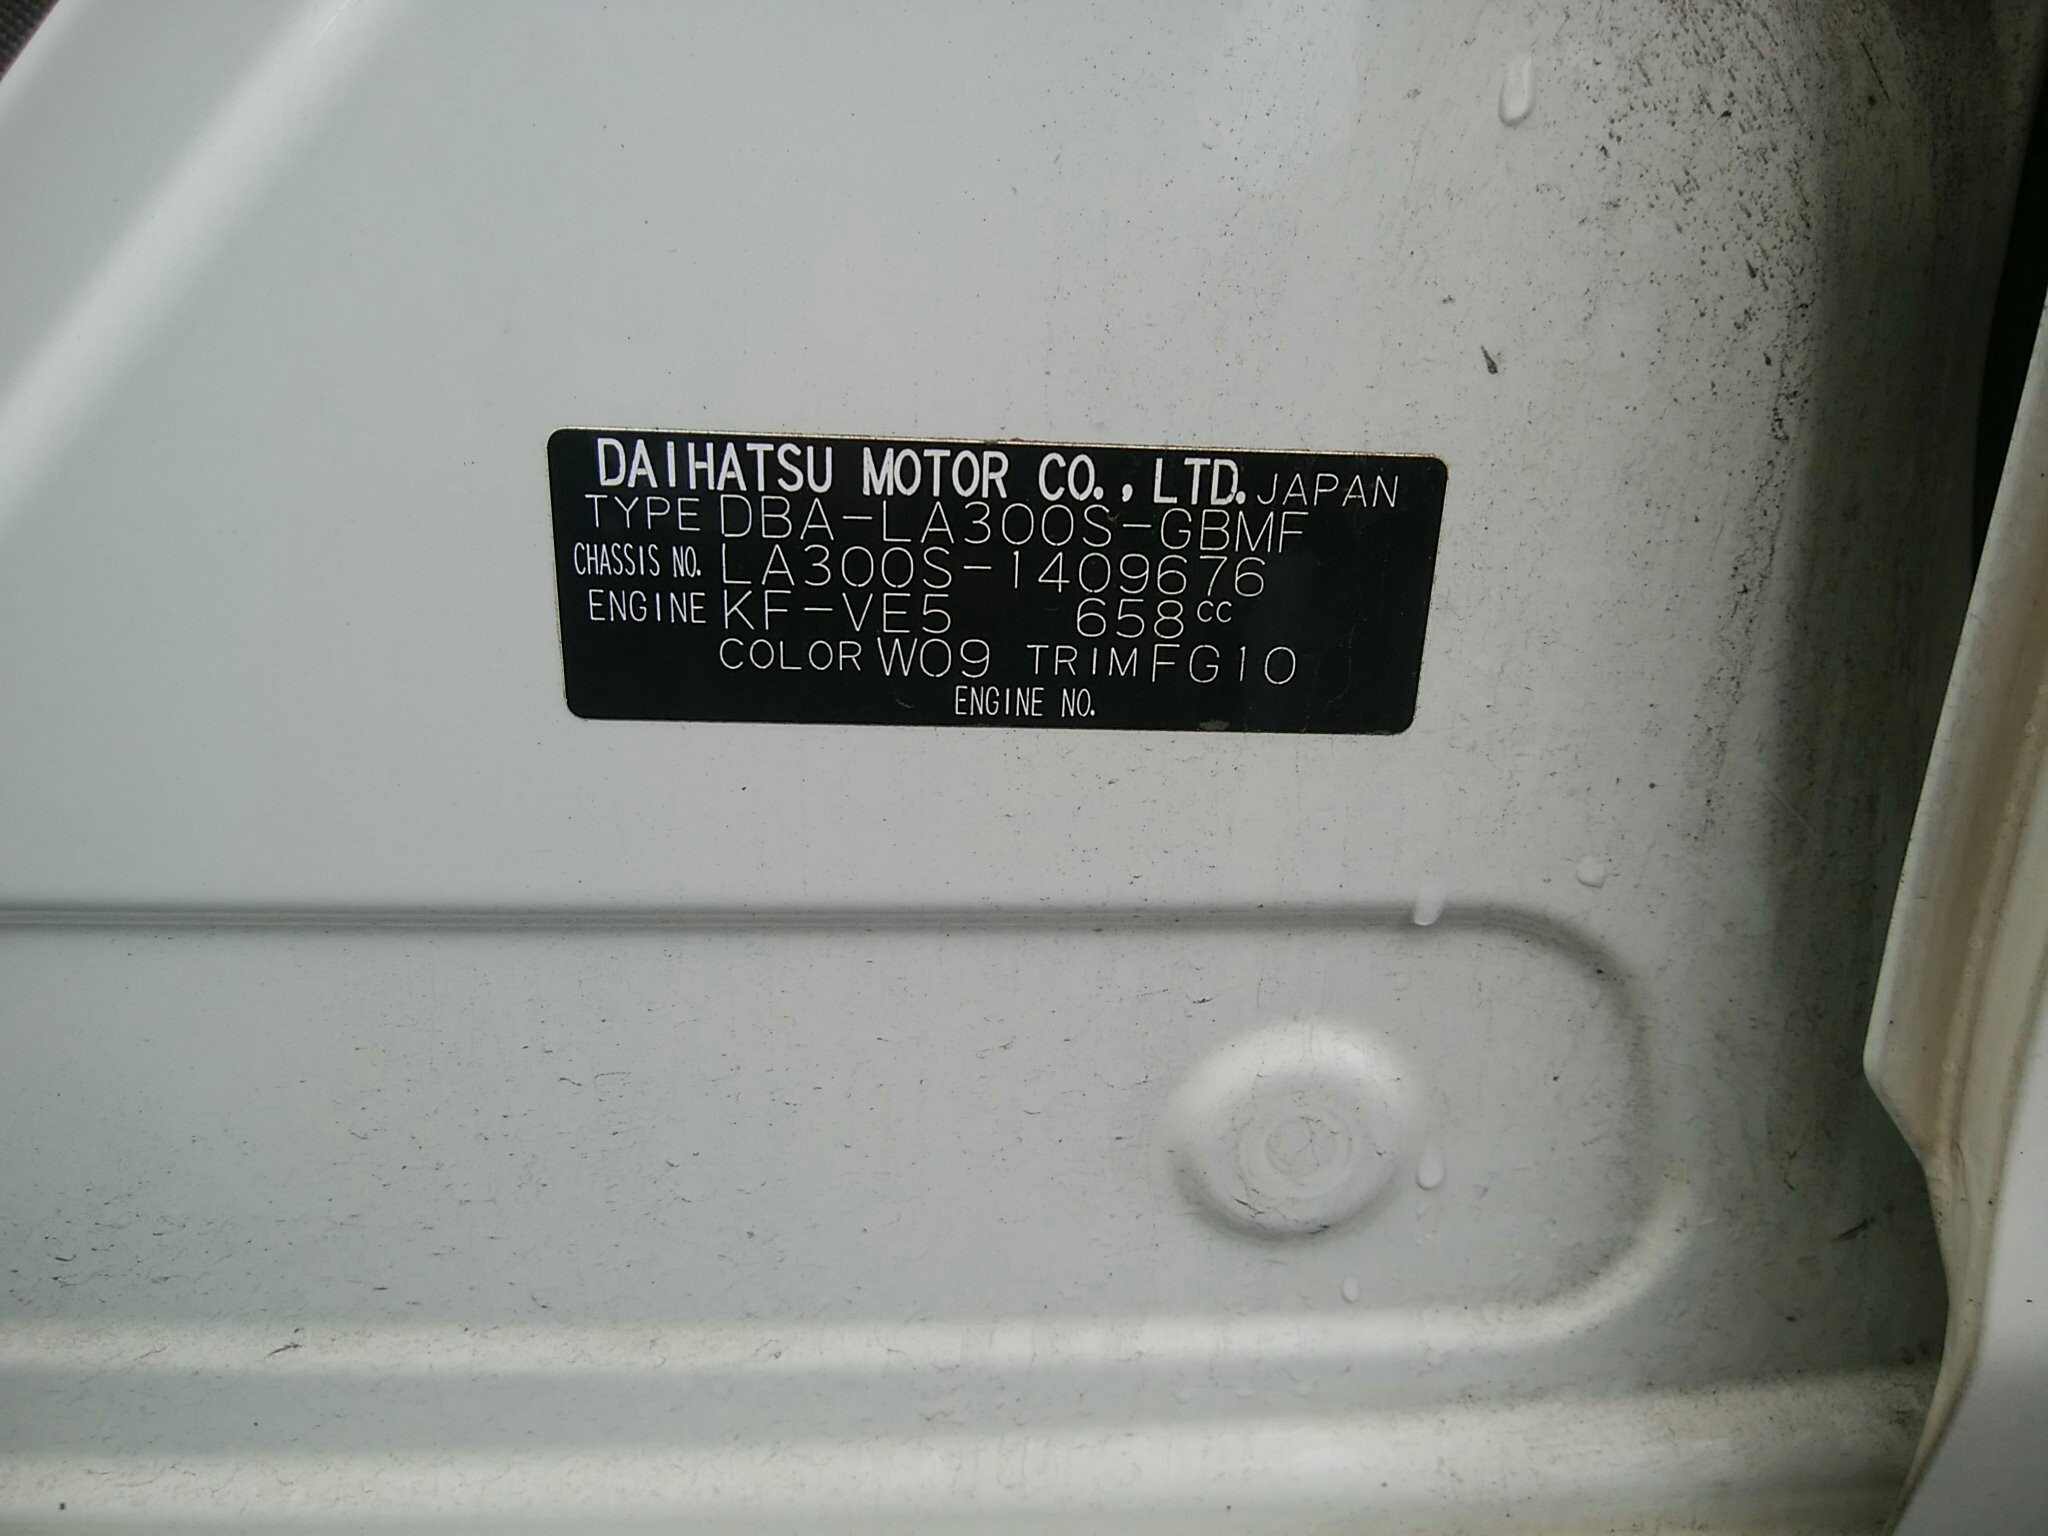 DAIHATSU MOTOR CO., LTD. JAPAN
TYPE DBA-LA300S-GBMF
CHASSIS NO. LA300S-1409676
ENGINE KF-VE5 658cc
COLOR W09 TRIM FG10
ENGINE NO.